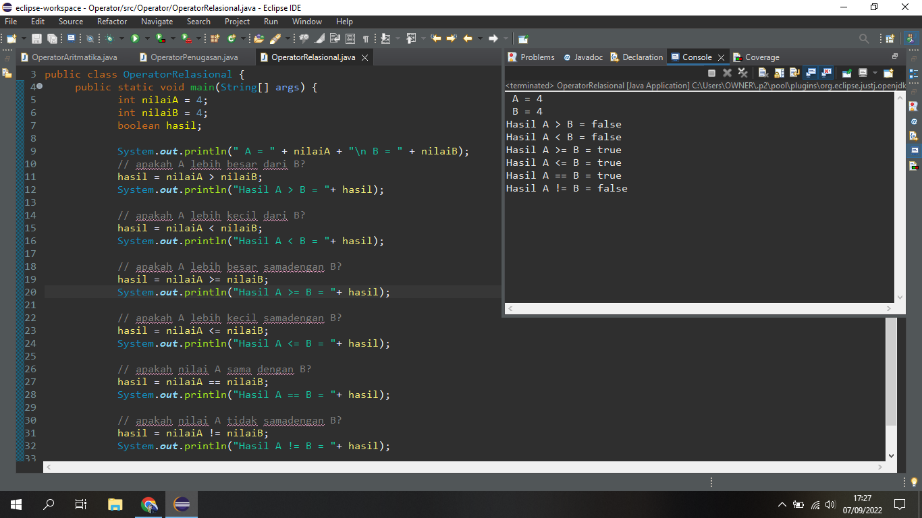 eclipse-workspace - Operator/src/Operator/OperatorRelasional.java - Eclipse IDE
File Edit Source Refactor Navigate Search Project Run Window Help
OperatorAritmatika.java OperatorPenugasan.java OperatorRelasional.java
3 public class OperatorRelasional {
4 public static void main(String[] args) {
5 int nilaiA = 4;
6 int nilaiB = 4;
7 boolean hasil;
8
9 System.out.println(" A = " + nilaiA + "\n B = " + nilaiB);
10 // apakah A lebih besar dari B?
11 hasil = nilaiA > nilaiB;
12 System.out.println("Hasil A > B = "+ hasil);
13
14 // apakah A lebih kecil dari B?
15 hasil = nilaiA < nilaiB;
16 System.out.println("Hasil A < B = "+ hasil);
17
18 // apakah A lebih besar samadengan B?
19 hasil = nilaiA >= nilaiB;
20 System.out.println("Hasil A >= B = "+ hasil);
21
22 // apakah A lebih kecil samadengan B?
23 hasil = nilaiA <= nilaiB;
24 System.out.println("Hasil A <= B = "+ hasil);
25
26 // apakah nilai A sama dengan B?
27 hasil = nilaiA == nilaiB;
28 System.out.println("Hasil A == B = "+ hasil);
29
30 // apakah nilai A tidak samadengan B?
31 hasil = nilaiA != nilaiB;
32 System.out.println("Hasil A != B = "+ hasil);
33
Problems Javadoc Declaration Console Coverage
<terminated> OperatorRelasional [Java Application] C:\Users\OWNER\.p2\pool\plugins\org.eclipse.justj.openjdk
A = 4
B = 4
Hasil A > B = false
Hasil A < B = false
Hasil A >= B = true
Hasil A <= B = true
Hasil A == B = true
Hasil A != B = false
17:27
07/09/2022